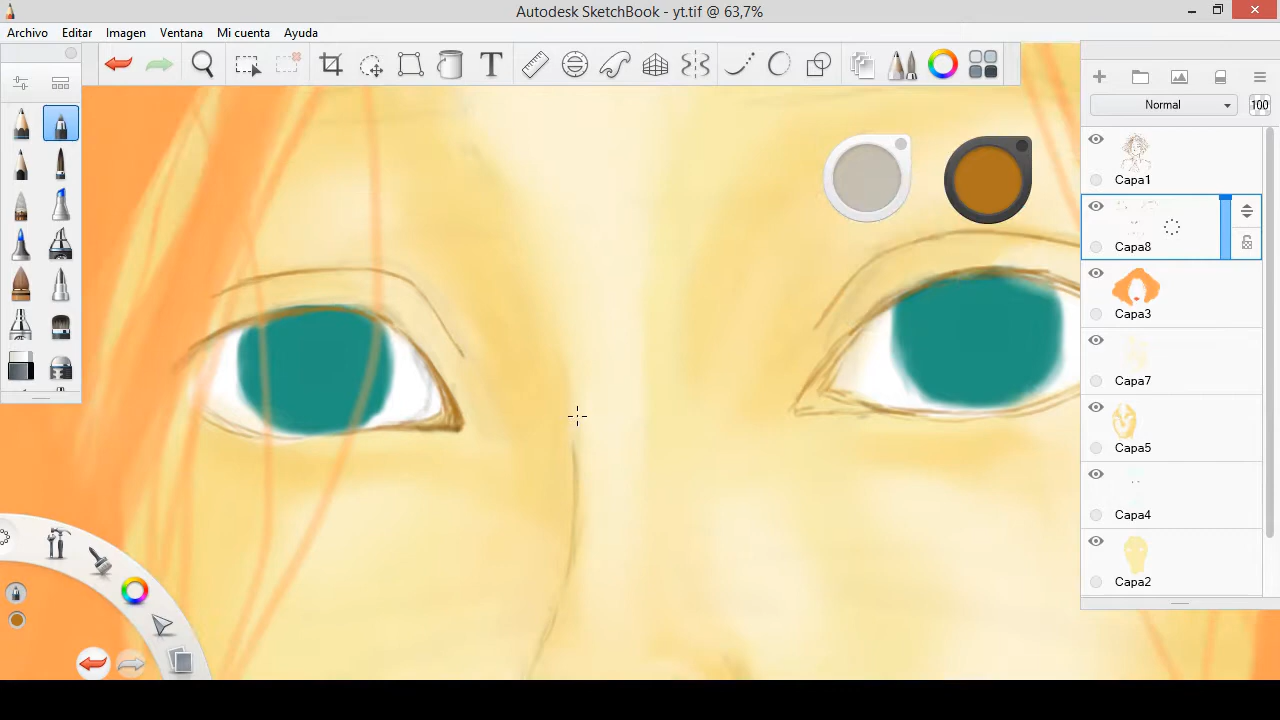 Autodesk SketchBook - yt.tif @ 63,7%
Archivo Editar Imagen Ventana Mi cuenta Ayuda
T
Normal 100
Capa1
Capa8
Capa3
Capa7
Capa5
Capa4
Capa2